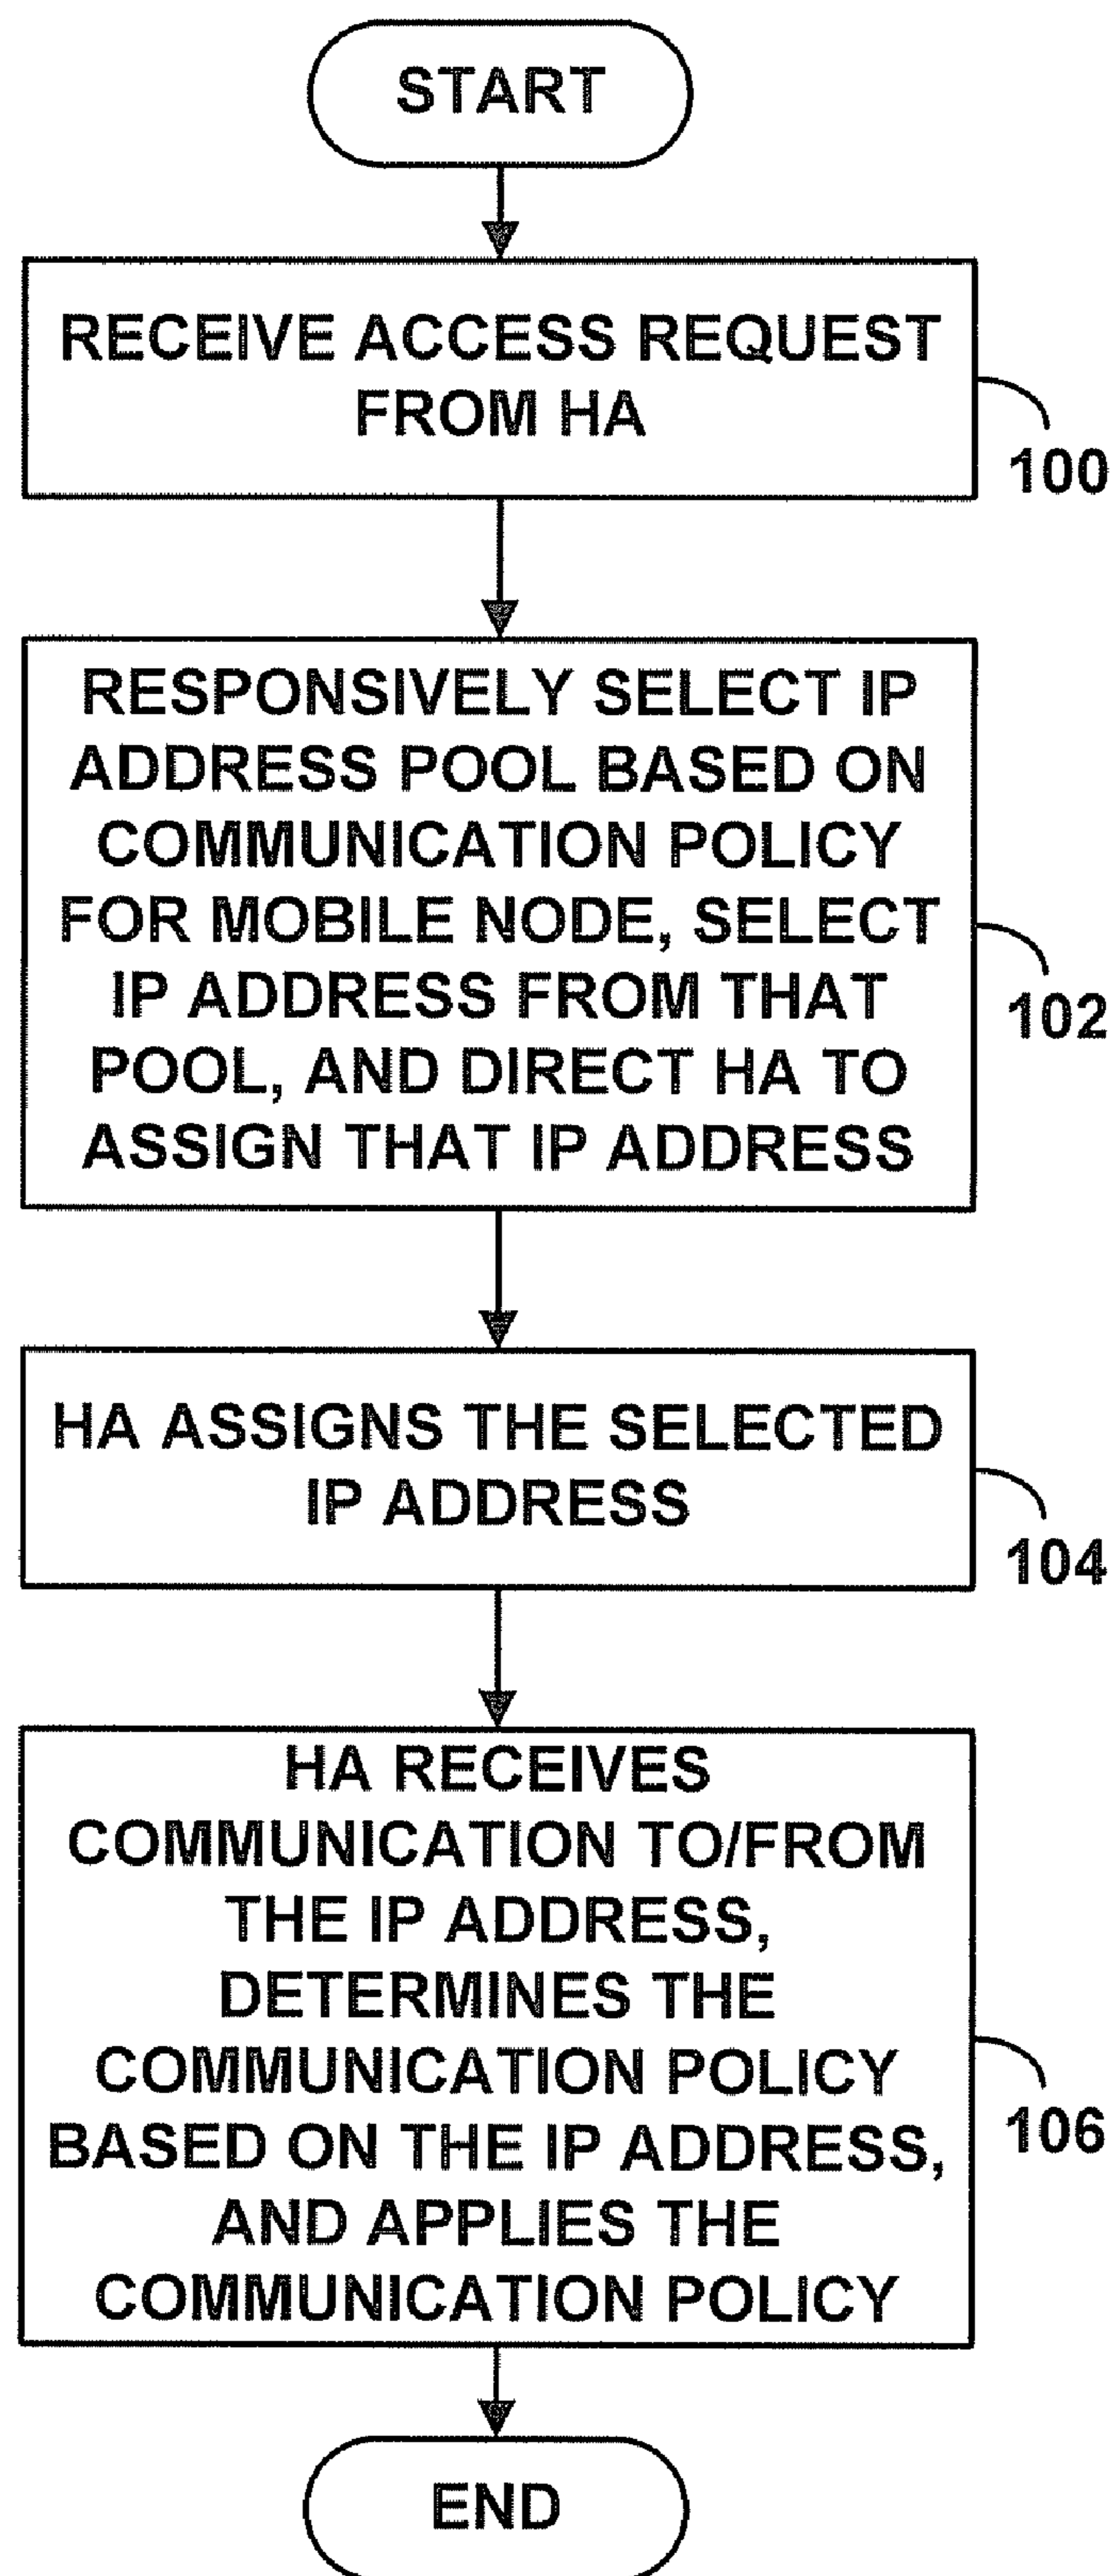 START
RECEIVE ACCESS REQUEST
FROM HA
100
RESPONSIVELY SELECT IP
ADDRESS POOL BASED ON
COMMUNICATION POLICY
FOR MOBILE NODE, SELECT
IP ADDRESS FROM THAT
POOL, AND DIRECT HA TO
ASSIGN THAT IP ADDRESS
102
HA ASSIGNS THE SELECTED
IP ADDRESS
104
HA RECEIVES
COMMUNICATION TO/FROM
THE IP ADDRESS,
DETERMINES THE
COMMUNICATION POLICY
BASED ON THE IP ADDRESS,
AND APPLIES THE
COMMUNICATION POLICY
106
END